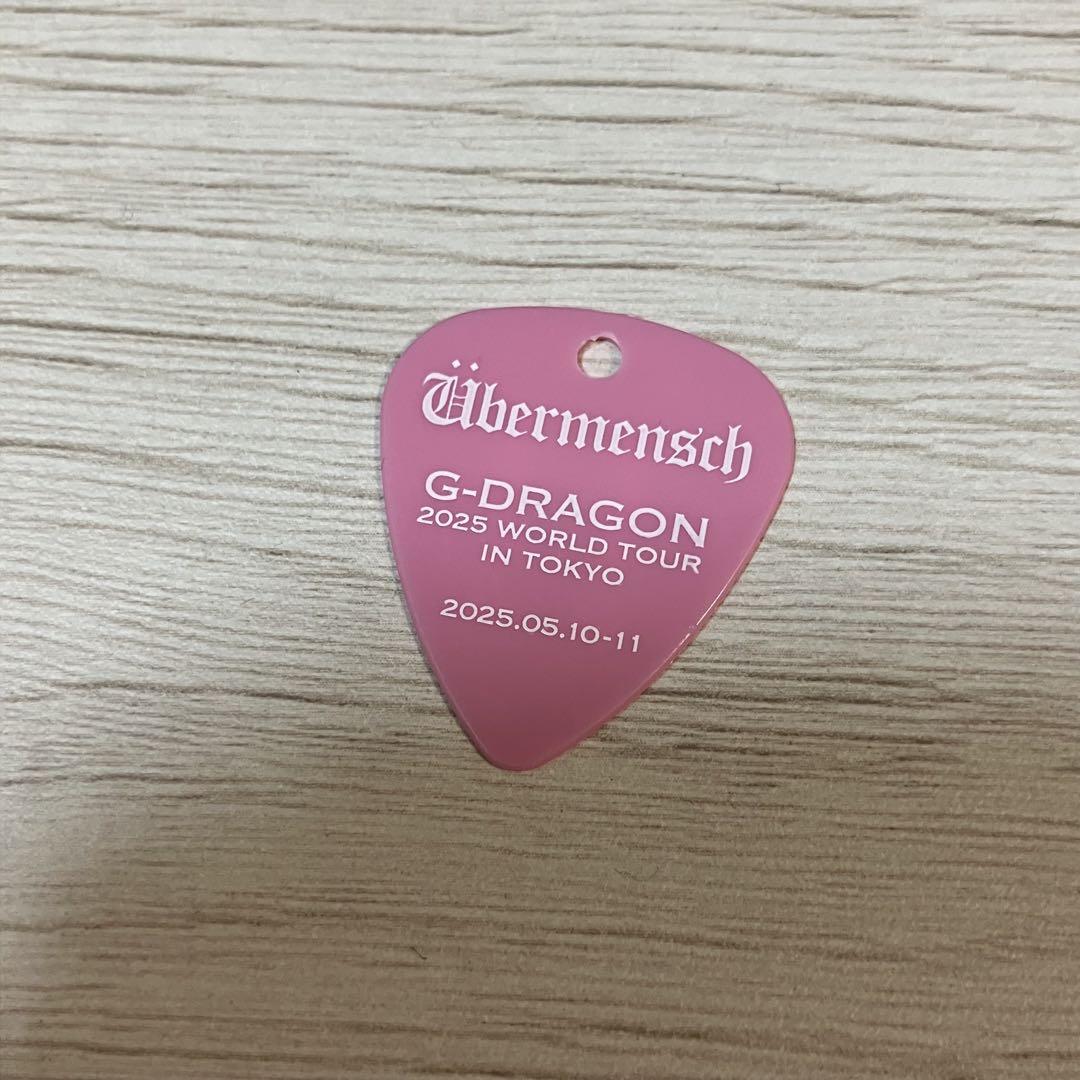 Übermensch
G-DRAGON
2025 WORLD TOUR
IN TOKYO
2025.05.10-11